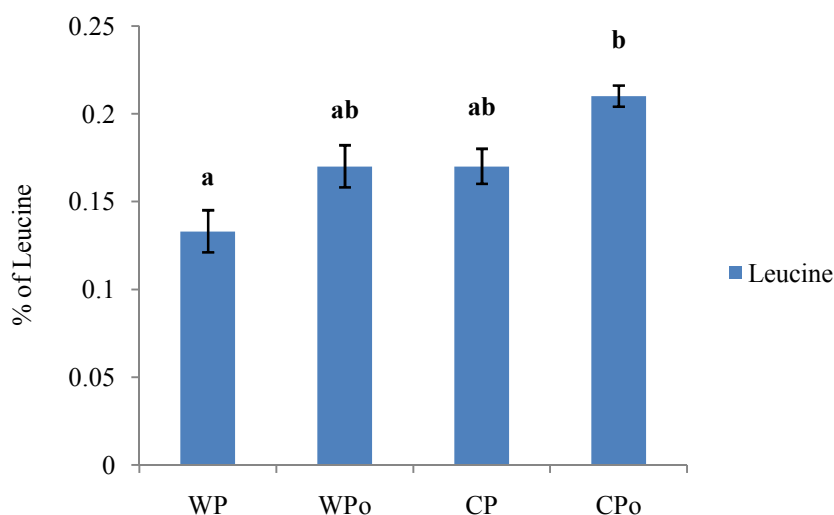 0.25
b
ab
ab
0.2
a
0.15
% of Leucine
Leucine
0.1
0.05
0
WP
WPo
CP
CPo